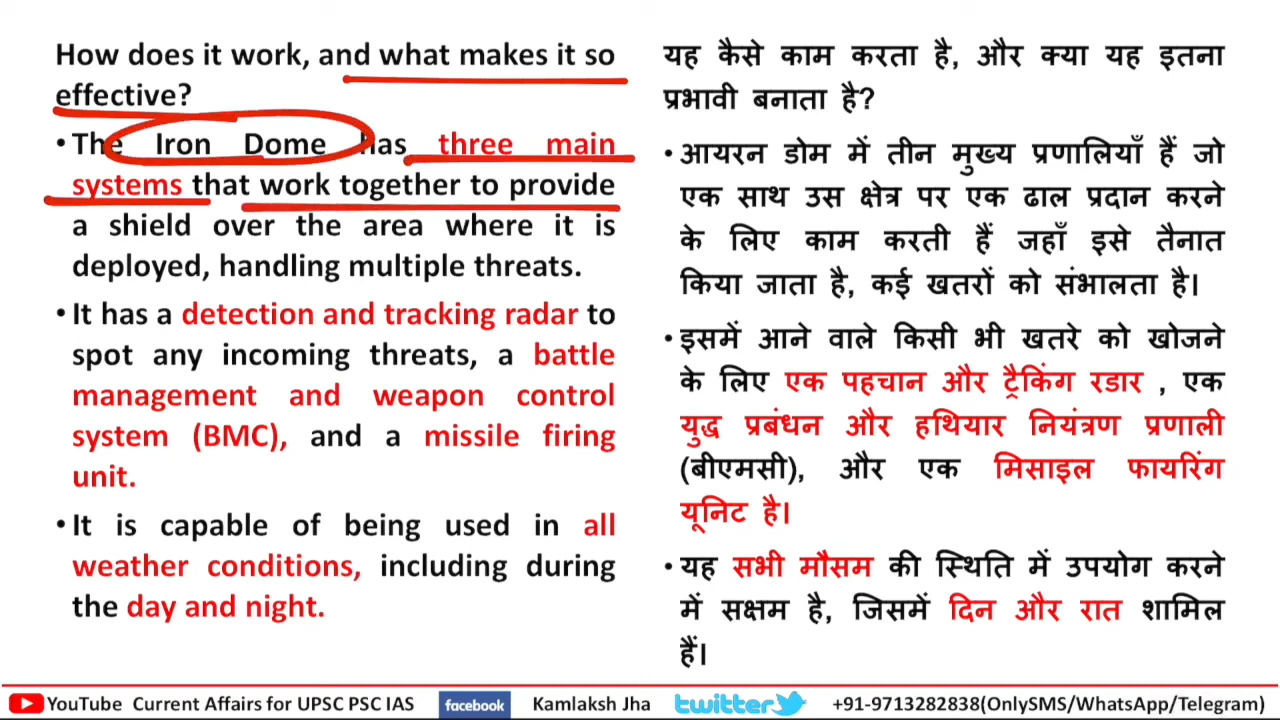 How does it work, and what makes it so
effective?
• The Iron Dome has three main
systems that work together to provide
a shield over the area where it is
deployed, handling multiple threats.
• It has a detection and tracking radar to
spot any incoming threats, a battle
management and weapon control
system (BMC), and a missile firing
unit.
• It is capable of being used in all
weather conditions, including during
the day and night.
यह कैसे काम करता है, और क्या यह इतना
प्रभावी बनाता है?
• आयरन डोम में तीन मुख्य प्रणालियाँ हैं जो
एक साथ उस क्षेत्र पर एक ढाल प्रदान करने
के लिए काम करती हैं जहाँ इसे तैनात
किया जाता है, कई खतरों को संभालता है।
• इसमें आने वाले किसी भी खतरे को खोजने
के लिए एक पहचान और ट्रैकिंग रडार , एक
युद्ध प्रबंधन और हथियार नियंत्रण प्रणाली
(बीएमसी), और एक मिसाइल फायरिंग
यूनिट है।
• यह सभी मौसम की स्थिति में उपयोग करने
में सक्षम है, जिसमें दिन और रात शामिल
हैं।
YouTube Current Affairs for UPSC PSC IAS facebook Kamlaksh Jha twitter +91-9713282838(OnlySMS/WhatsApp/Telegram)